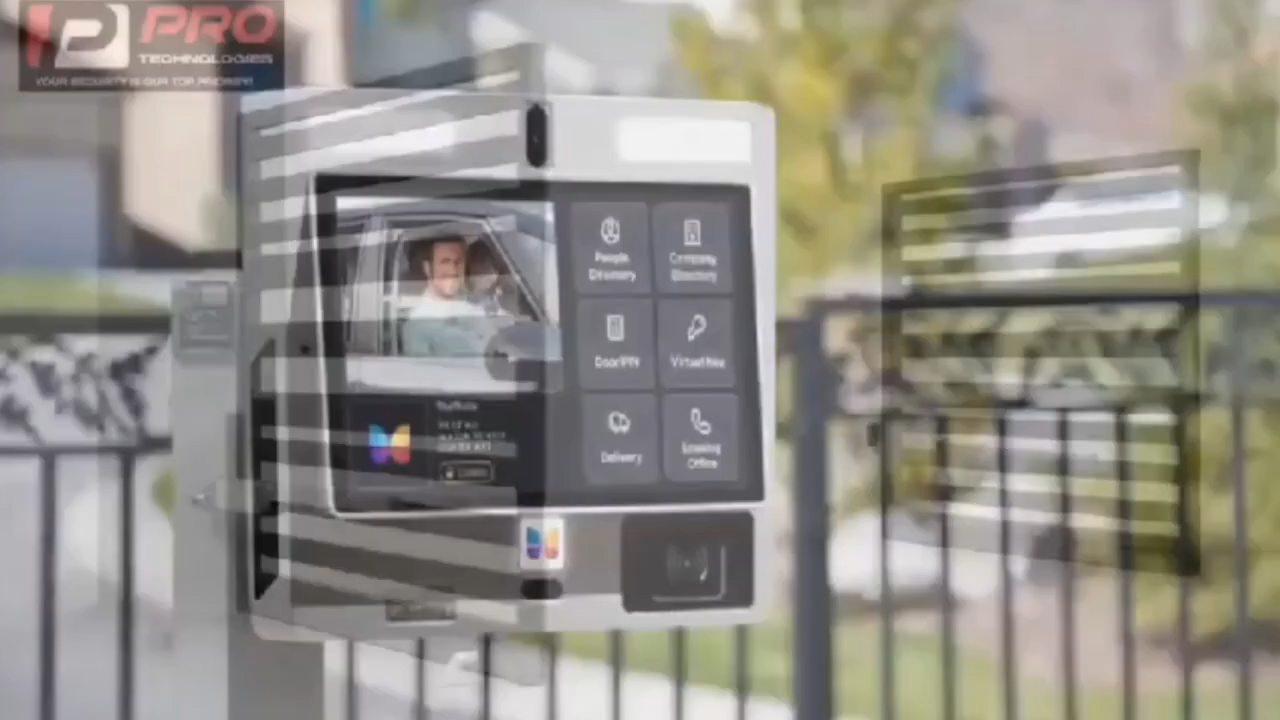 PRO
TECHNOLOGIES
YOUR SECURITY IS OUR TOP PRIORITY
People
Directory
Company
Directory
Door PIN
Virtual Key
Delivery
Leasing
Office